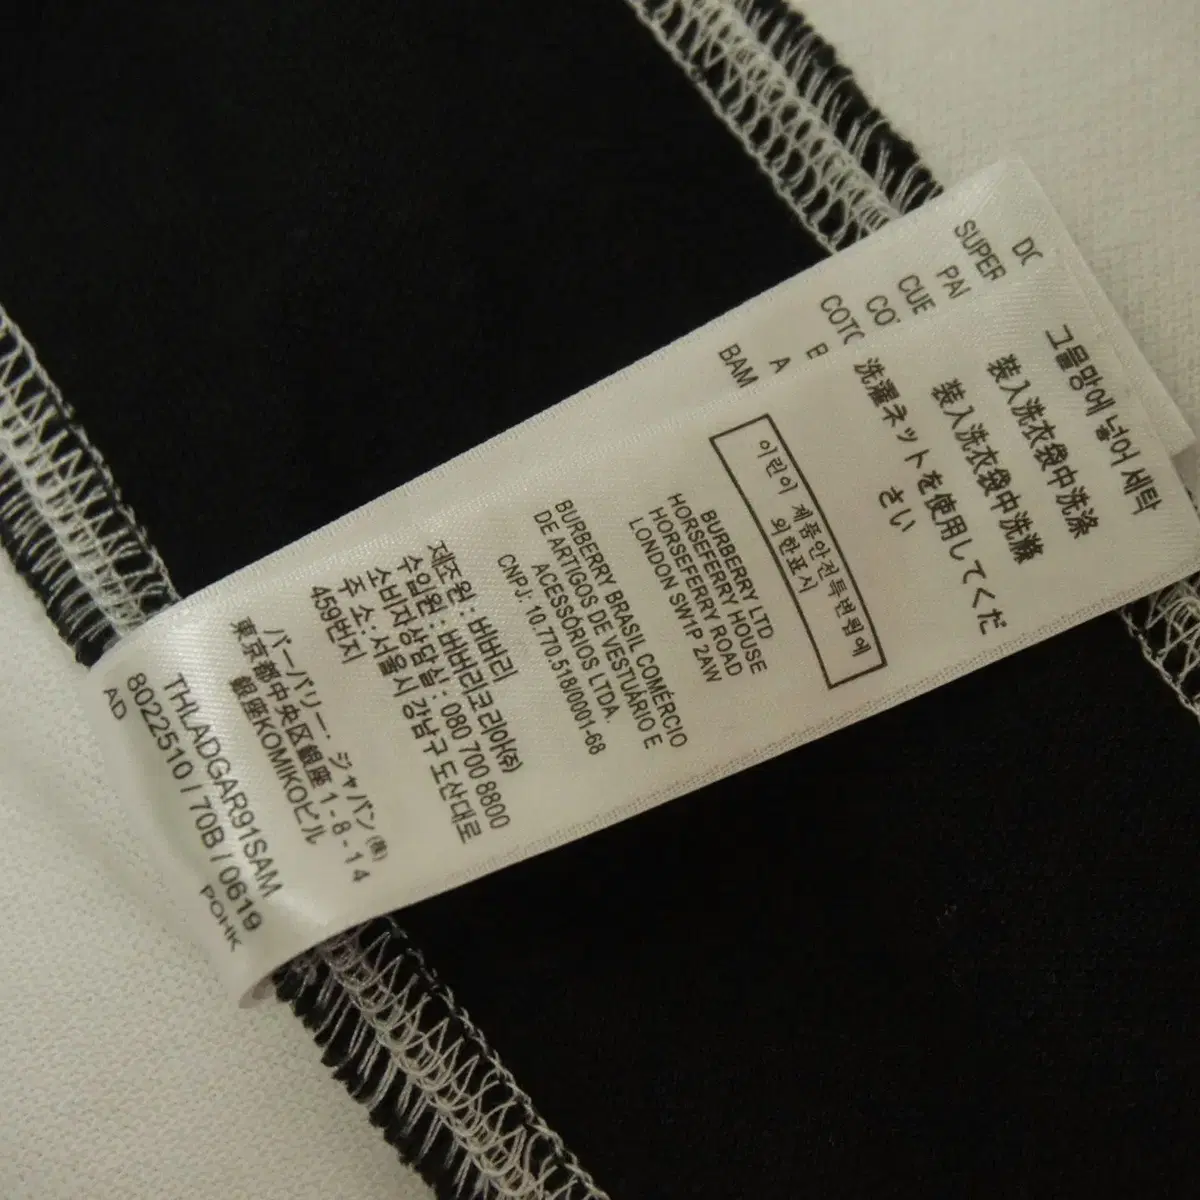 그물망에 넣어 세탁
装入洗衣袋中洗涤
裝入洗衣袋中洗滌
洗濯ネットを使用してくだ
さい
어린이 제품안전특별법에
의한표시
BURBERRY LTD
HORSEFERRY HOUSE
HORSEFERRY ROAD
LONDON SW1P 2AW
BURBERRY BRASIL COMÉRCIO
DE ARTIGOS DE VESTUÁRIO E
ACESSÓRIOS LTDA.
CNPJ: 10.770.518/0001-68
제조원 : 버버리
수입원 : 버버리코리아(주)
소비자상담실 : 080 700 8800
주 소 : 서울시 강남구 도산대로
459번지
バーバリー・ジャパン(株)
東京都中央区銀座 1 - 8 - 14
銀座KOMIKOビル
THLADGAR91SAM
8022510 / 70B / 0619
AD
POHK
SUPER
PA
CUE
COTO
BAM
A